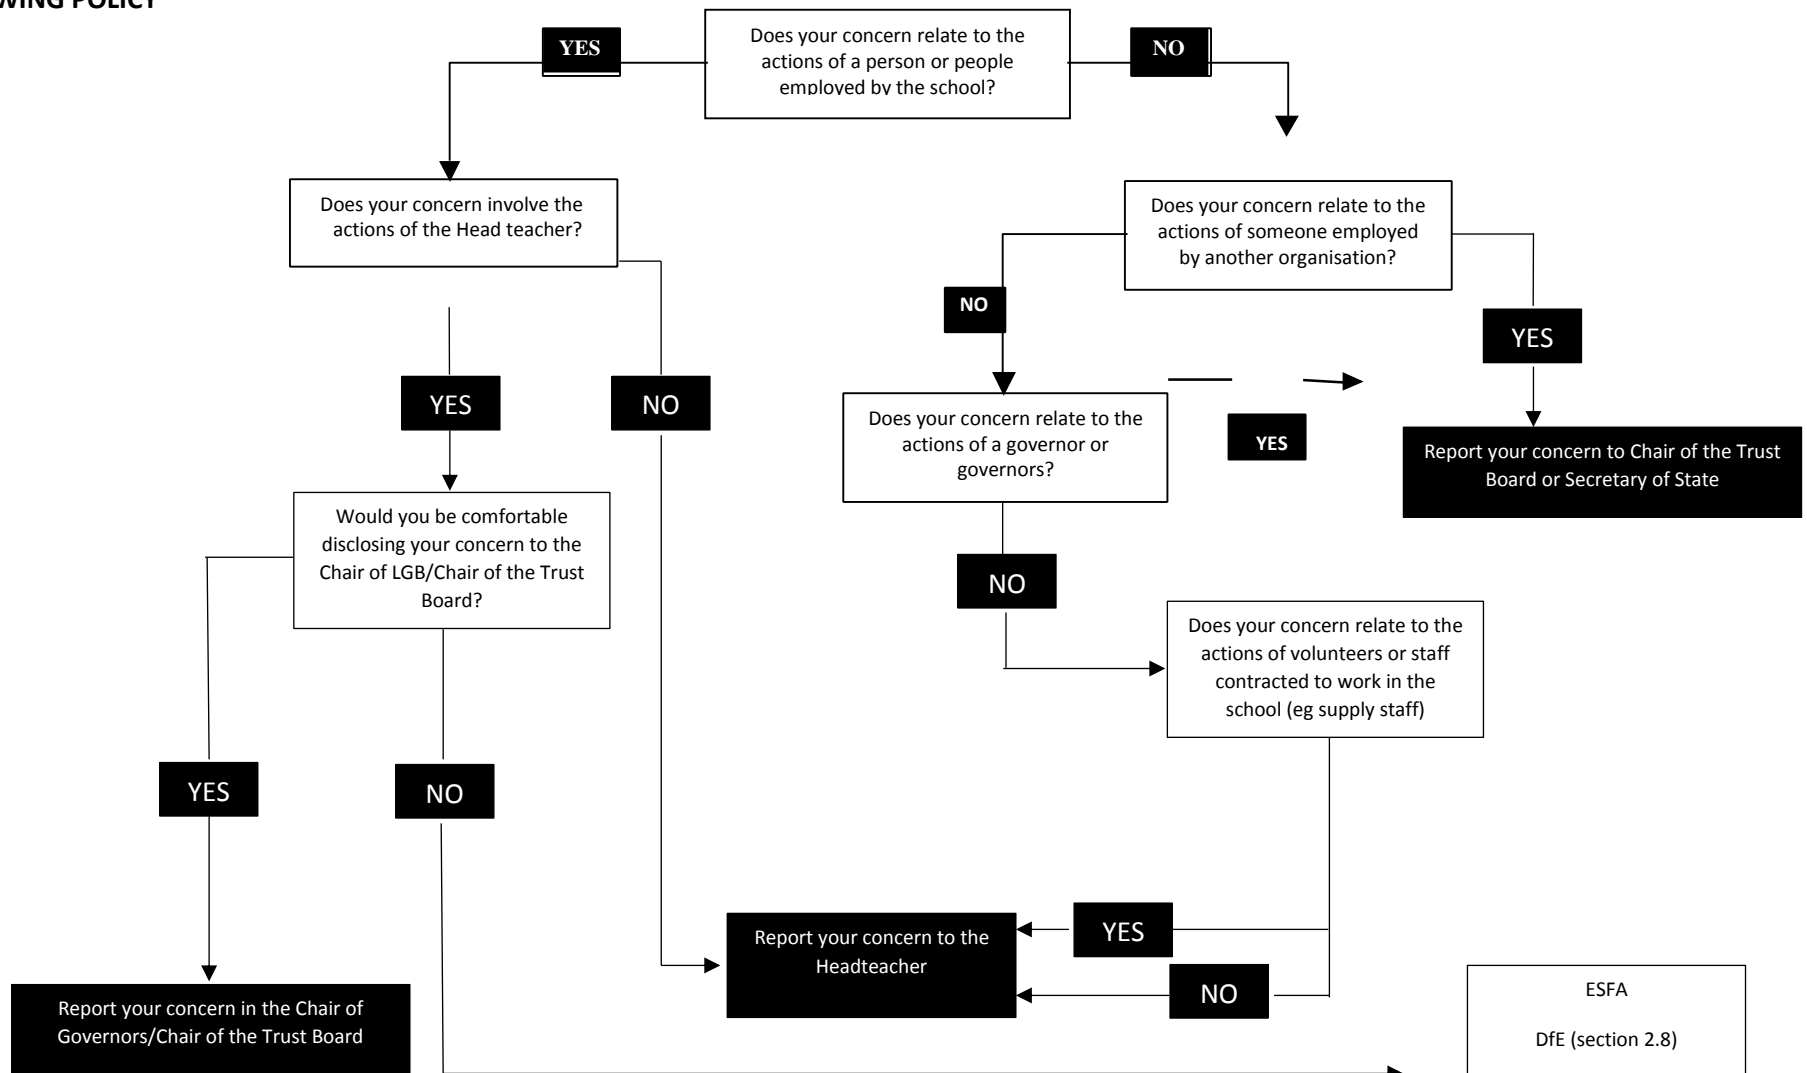 WING POLICY
Does your concern relate to the
actions of a person or people
employed by the school?
YES
NO
Does your concern involve the
actions of the Head teacher?
Does your concern relate to the
actions of someone employed
by another organisation?
NO
YES
YES
NO
Does your concern relate to the
actions of a governor or
governors?
YES
Report your concern to Chair of the Trust
Board or Secretary of State
Would you be comfortable
disclosing your concern to the
Chair of LGB/Chair of the Trust
Board?
NO
Does your concern relate to the
actions of volunteers or staff
contracted to work in the
school (eg supply staff)
YES
NO
Report your concern to the
Headteacher
YES
NO
Report your concern in the Chair of
Governors/Chair of the Trust Board
ESFA
DfE (section 2.8)